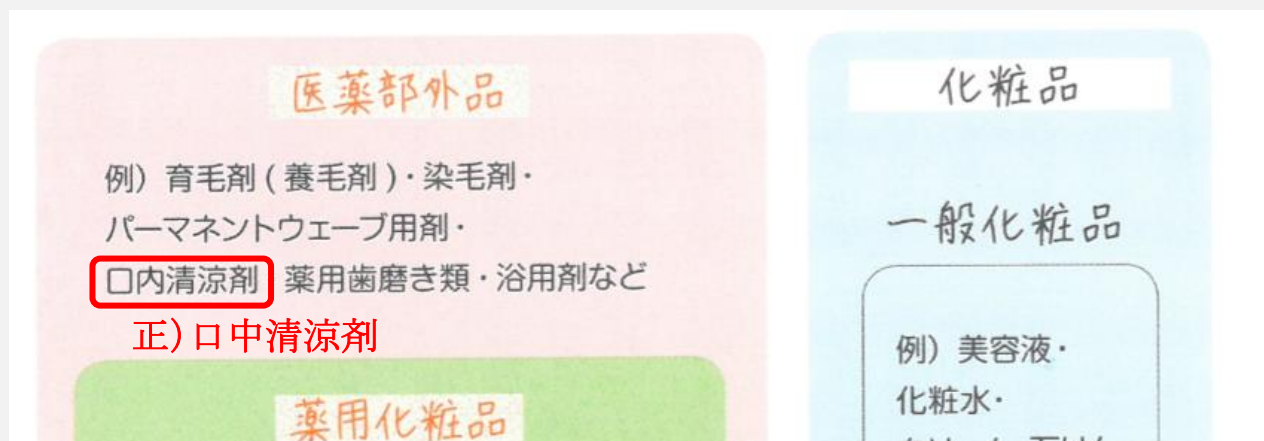 医薬部外品
例）育毛剤(養毛剤)・染毛剤・
パーマネントウェーブ用剤・
口内清涼剤 薬用歯磨き類・浴用剤など
正）口中清涼剤
薬用化粧品
化粧品
一般化粧品
例）美容液・
化粧水・